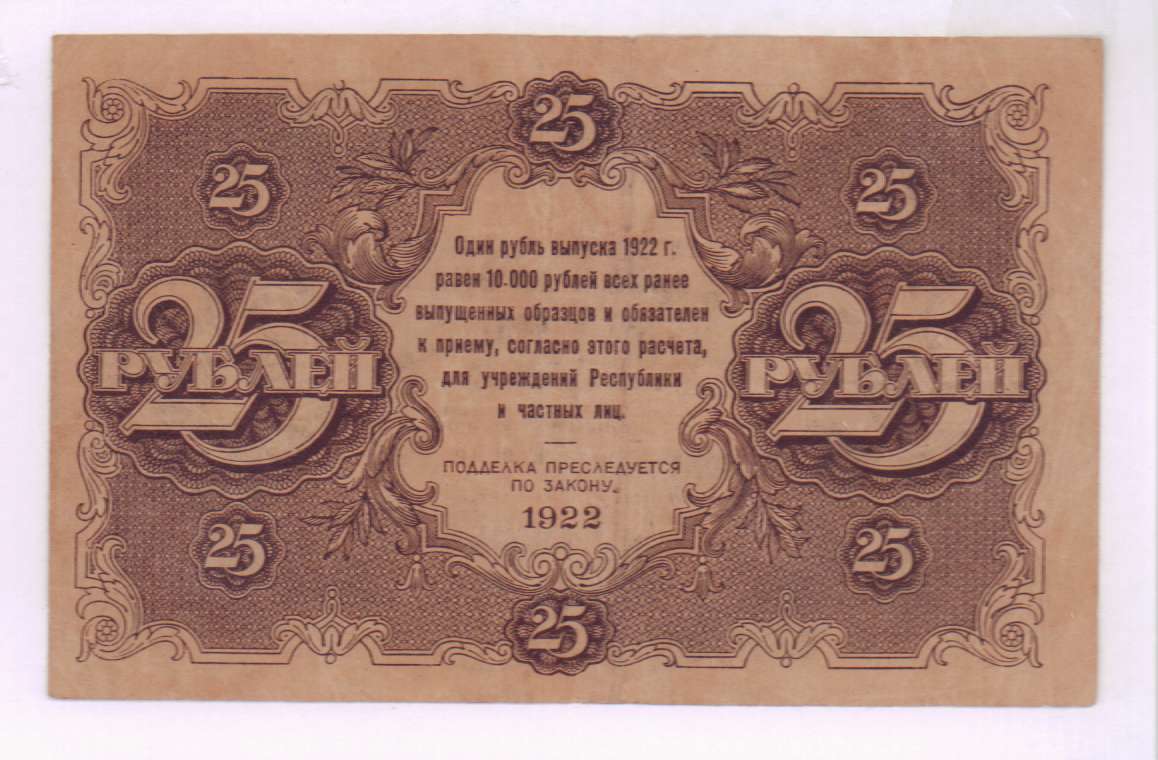 25
25
25
25 РУБЛЕЙ
25 РУБЛЕЙ
Один рубль выпуска 1922 г.
равен 10.000 рублей всех ранее
выпущенных образцов и обязателен
к приему, согласно этого расчета,
для учреждений Республики
и частных лиц.
ПОДДЕЛКА ПРЕСЛЕДУЕТСЯ
ПО ЗАКОНУ.
1922
25
25
25